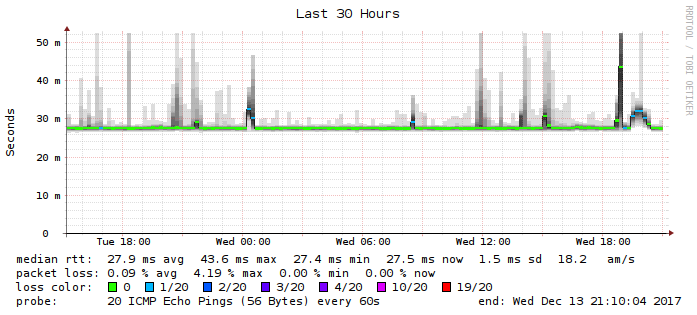 Last 30 Hours
RRDTOOL / TOBI OETIKER
Seconds
50 m
40 m
30 m
20 m
10 m
0
Tue 18:00 Wed 00:00 Wed 06:00 Wed 12:00 Wed 18:00
median rtt: 27.9 ms avg 43.6 ms max 27.4 ms min 27.5 ms now 1.5 ms sd 18.2 am/s
packet loss: 0.09 % avg 4.19 % max 0.00 % min 0.00 % now
loss color: 0 1/20 2/20 3/20 4/20 10/20 19/20
probe: 20 ICMP Echo Pings (56 Bytes) every 60s end: Wed Dec 13 21:10:04 2017